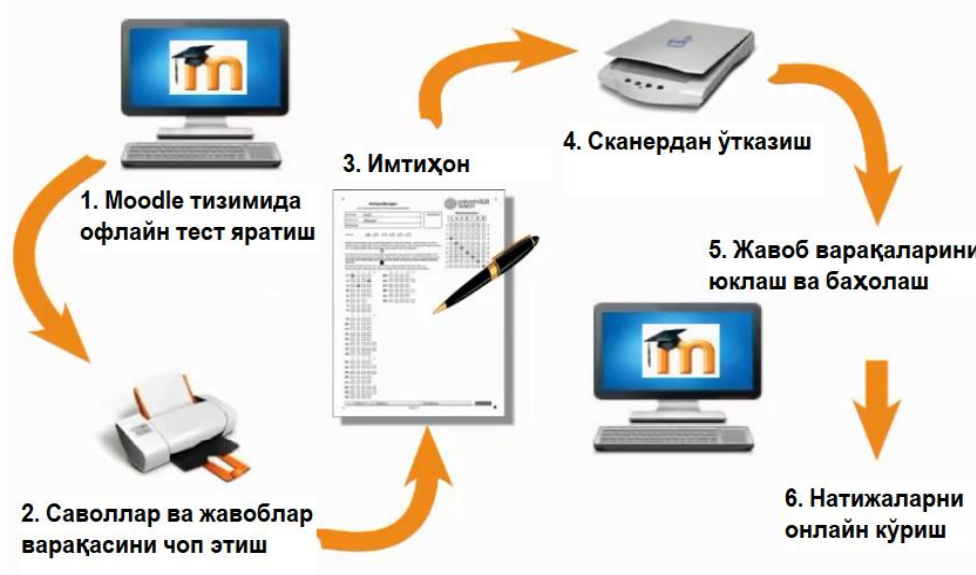 1. Moodle тизимида
офлайн тест яратиш
2. Саволлар ва жавоблар
варақасини чоп этиш
3. Имтиҳон
4. Сканердан ўтказиш
5. Жавоб варақаларини
юклаш ва баҳолаш
6. Натижаларни
онлайн кўриш